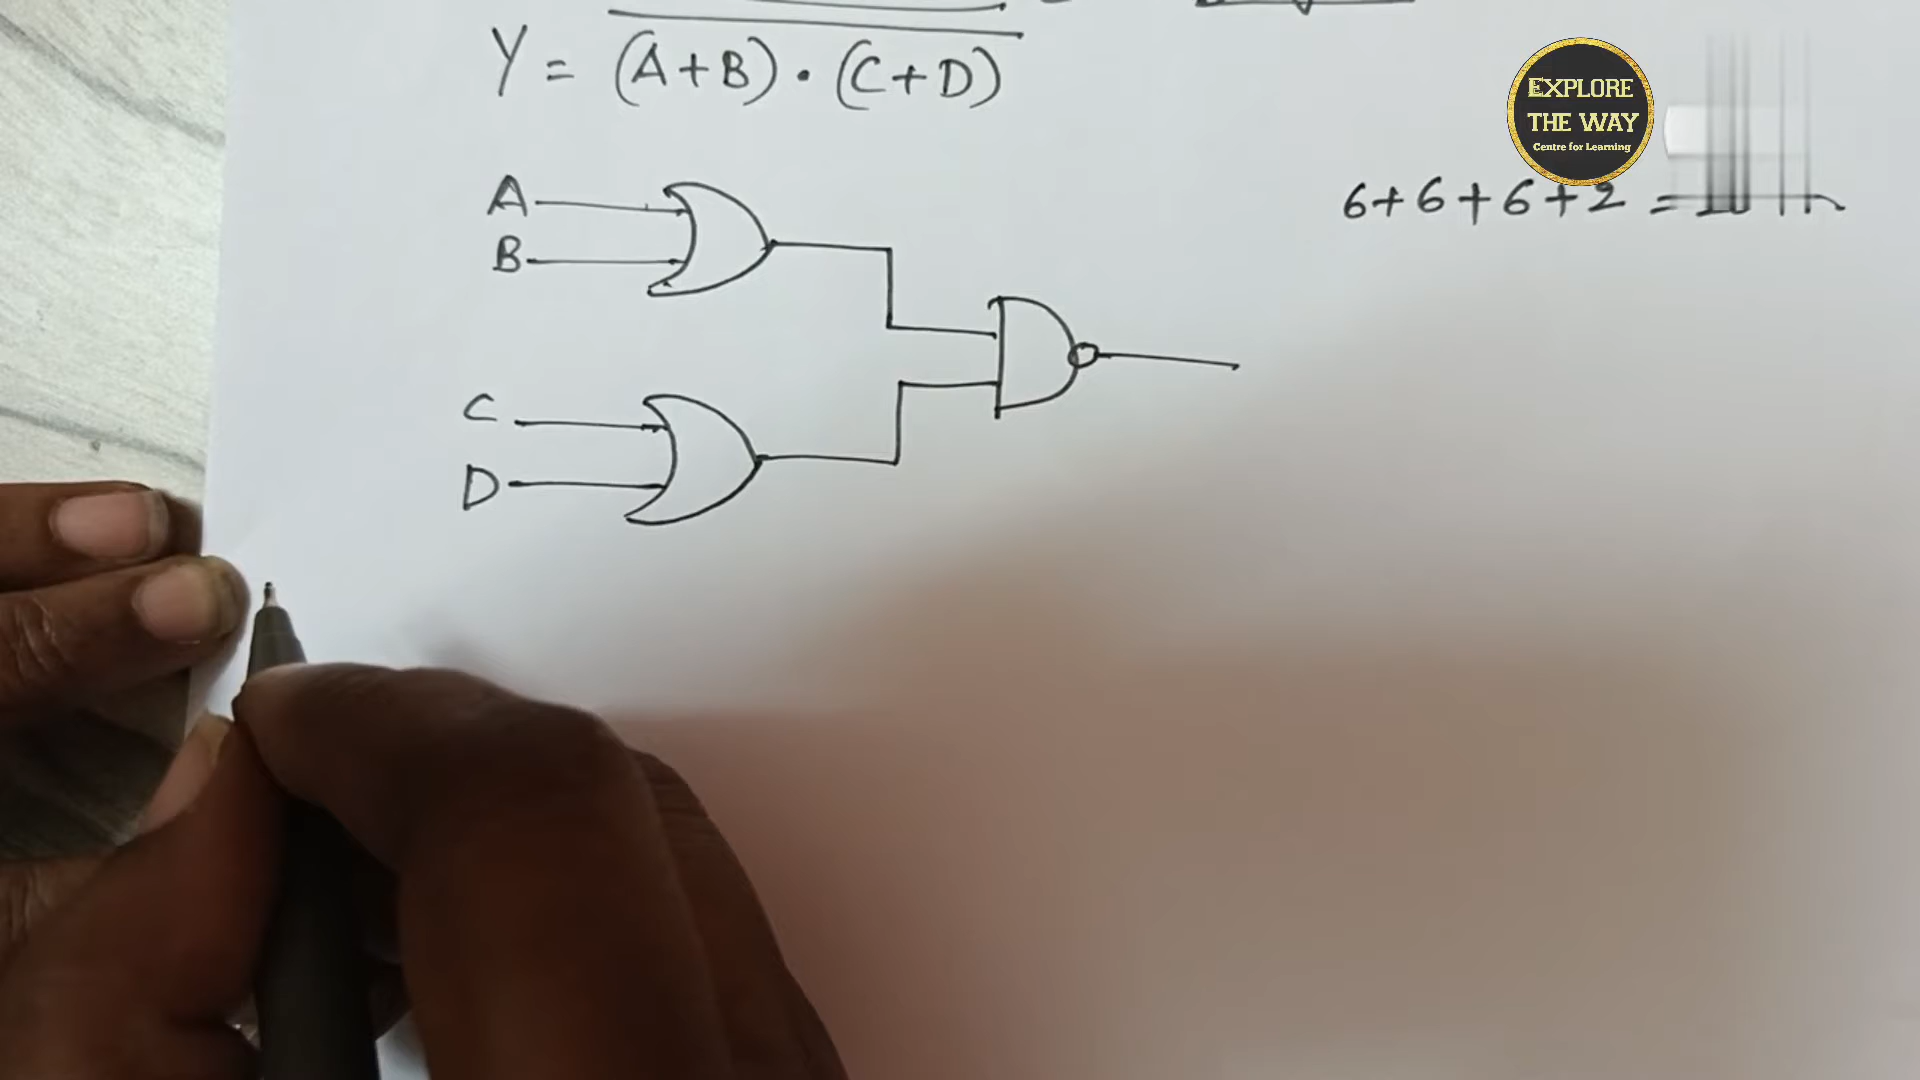 Y = (A+B) · (C+D)
EXPLORE
THE WAY
Centre for Learning
6+6+6+2 =
A
B
C
D